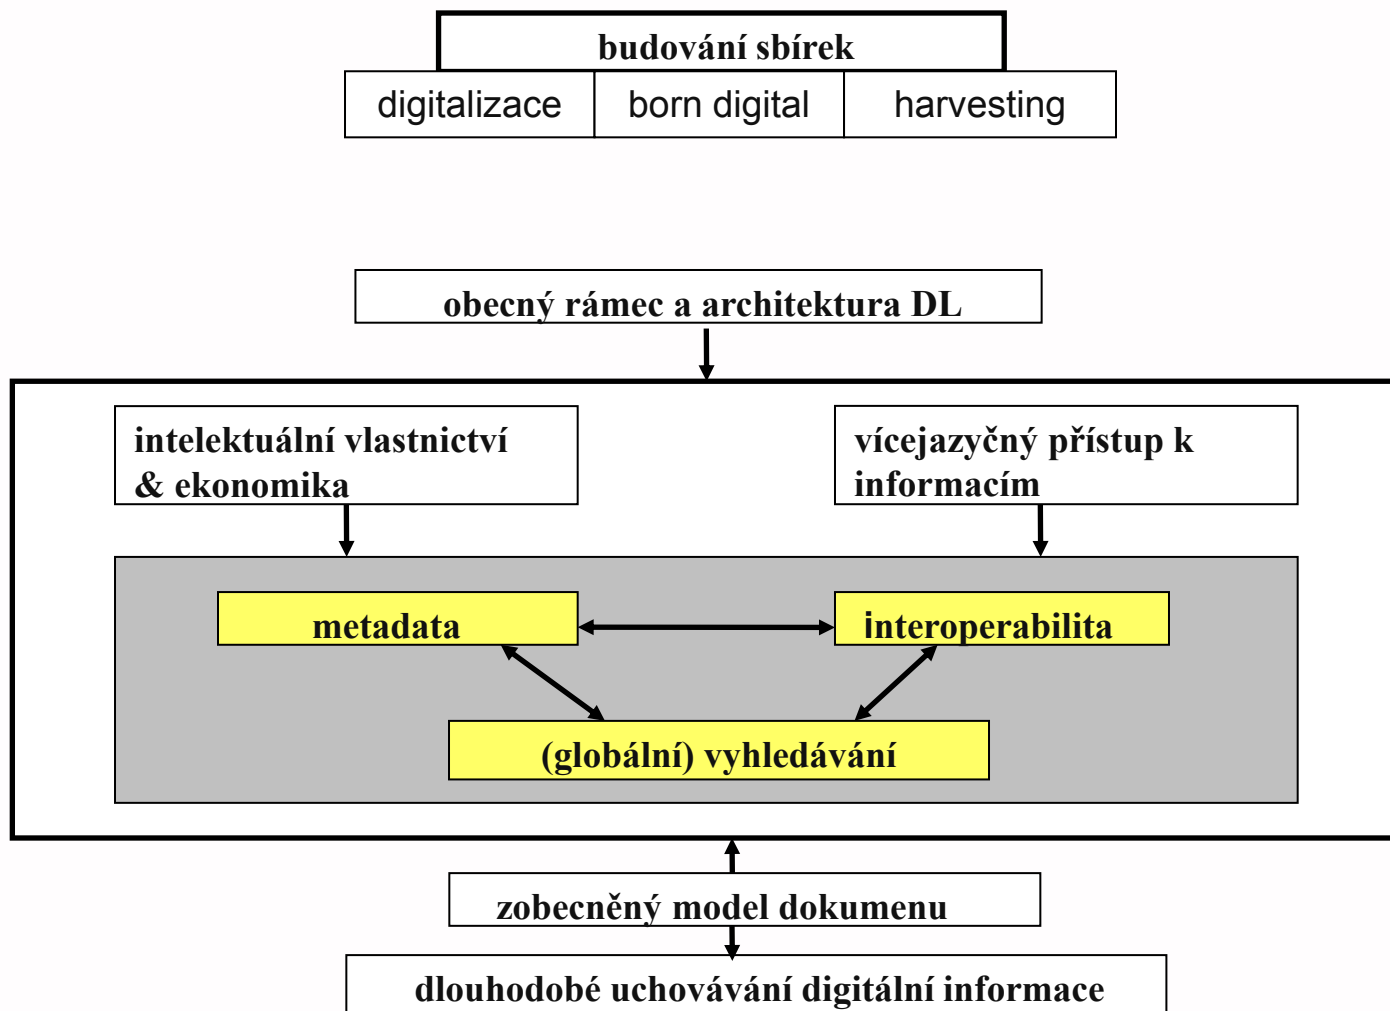 budování sbírek
digitalizace born digital harvesting
obecný rámec a architektura DL
intelektuální vlastnictví
& ekonomika
vícejazyčný přístup k
informacím
metadata
interoperabilita
(globální) vyhledávání
zobecněný model dokumenu
dlouhodobé uchovávání digitální informace